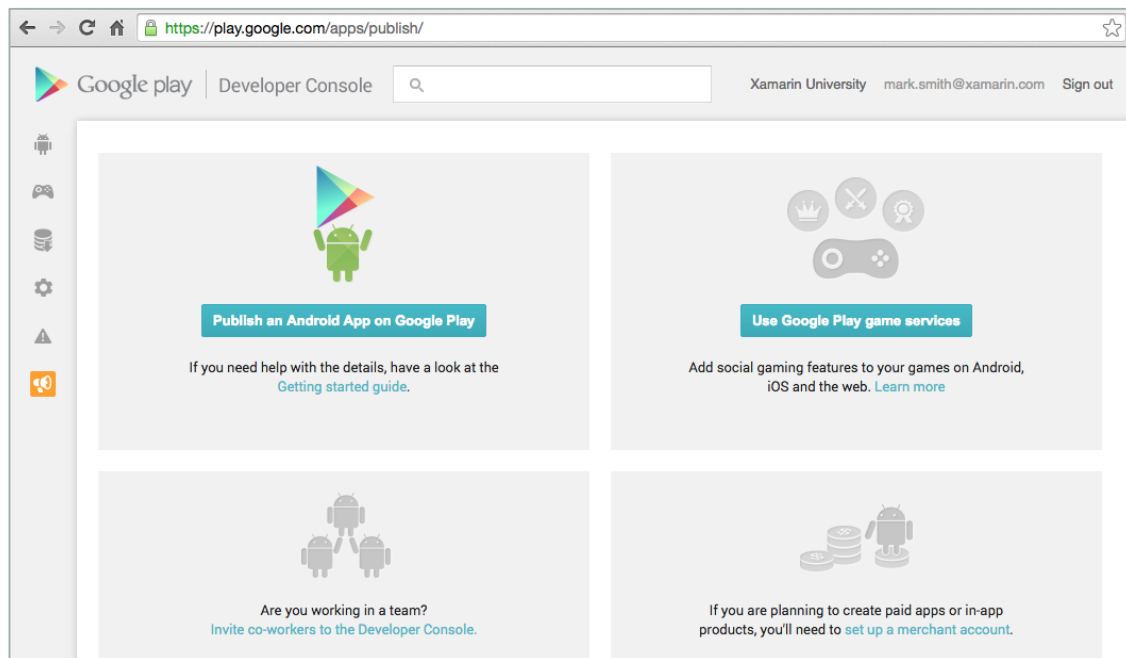 https://play.google.com/apps/publish/
Google play Developer Console Xamarin University mark.smith@xamarin.com Sign out
Publish an Android App on Google Play
If you need help with the details, have a look at the
Getting started guide.
Use Google Play game services
Add social gaming features to your games on Android,
iOS and the web. Learn more
Are you working in a team?
Invite co-workers to the Developer Console.
If you are planning to create paid apps or in-app
products, you'll need to set up a merchant account.